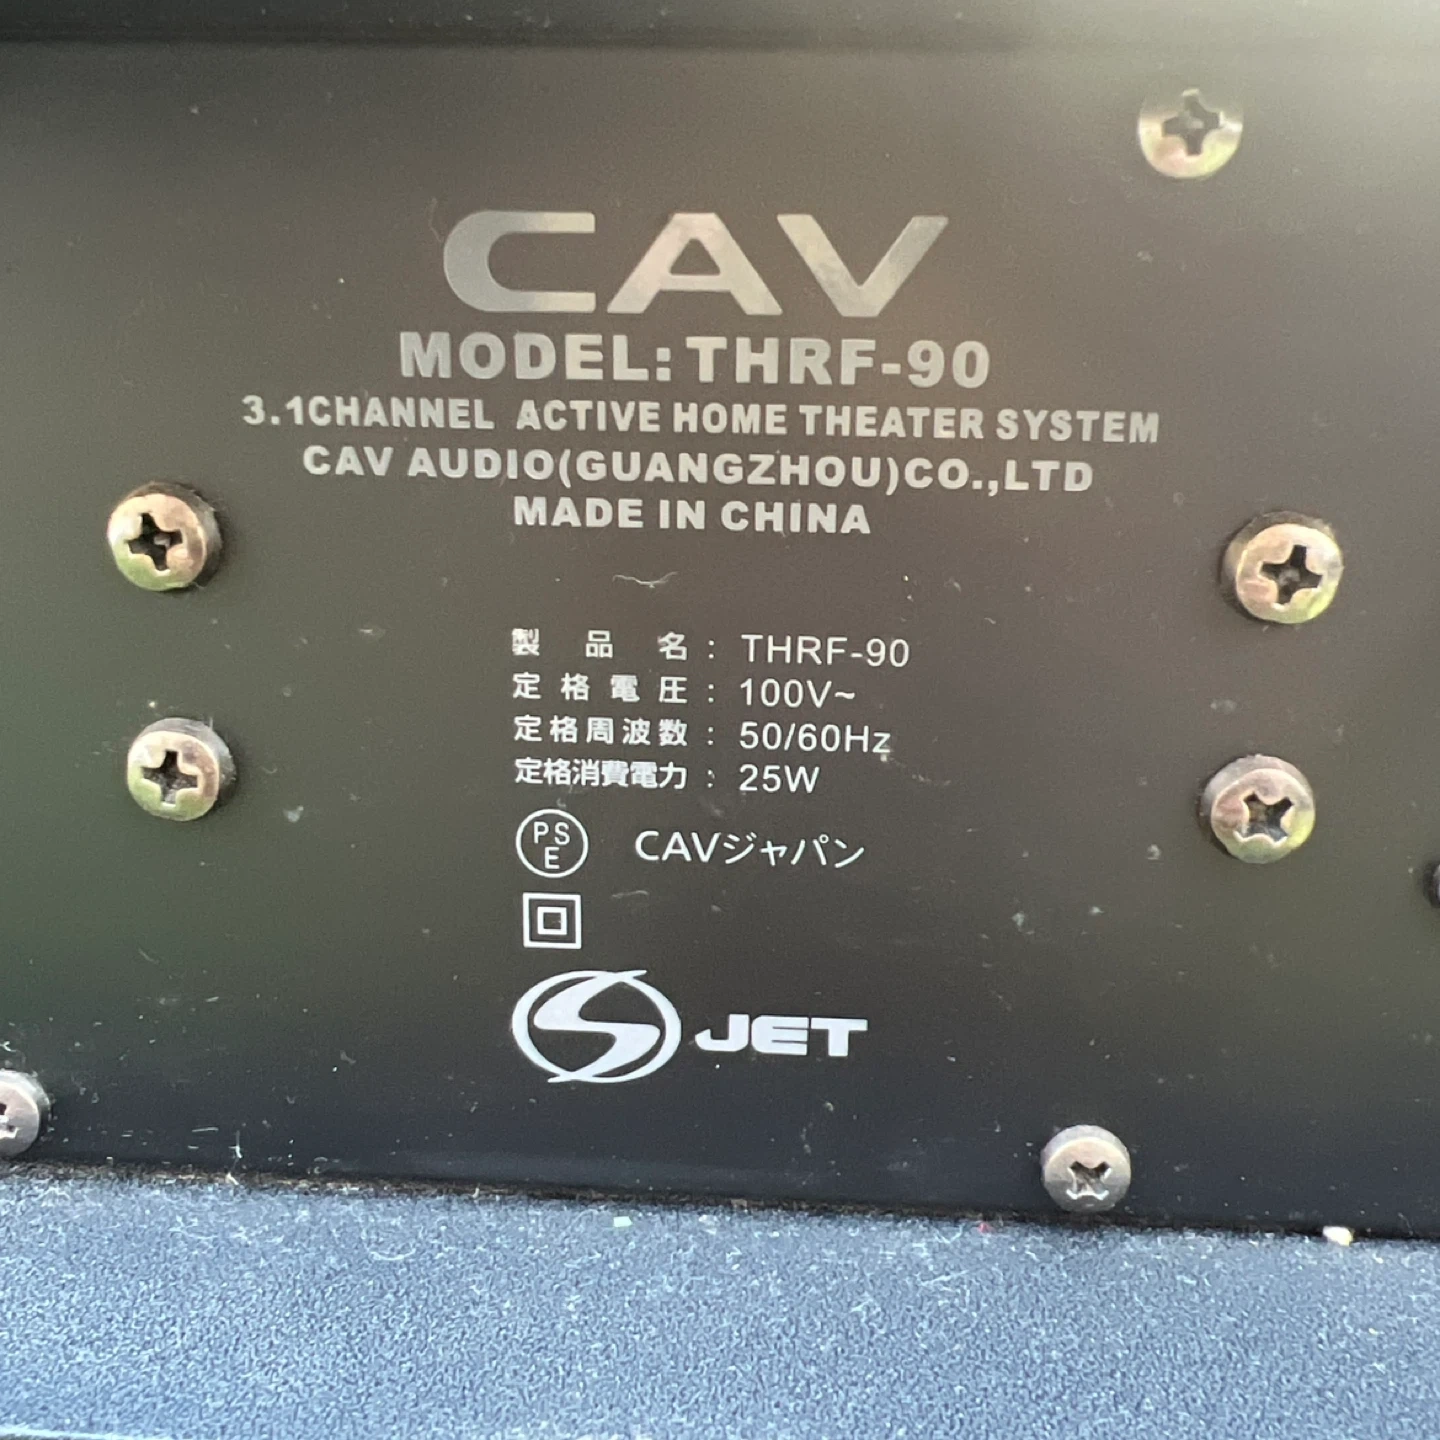 CAV
MODEL:THRF-90
3.1CHANNEL ACTIVE HOME THEATER SYSTEM
CAV AUDIO(GUANGZHOU)CO.,LTD
MADE IN CHINA
製品名：THRF-90
定格電圧：100V~
定格周波数：50/60Hz
定格消費電力：25W
PSE CAVジャパン
S JET